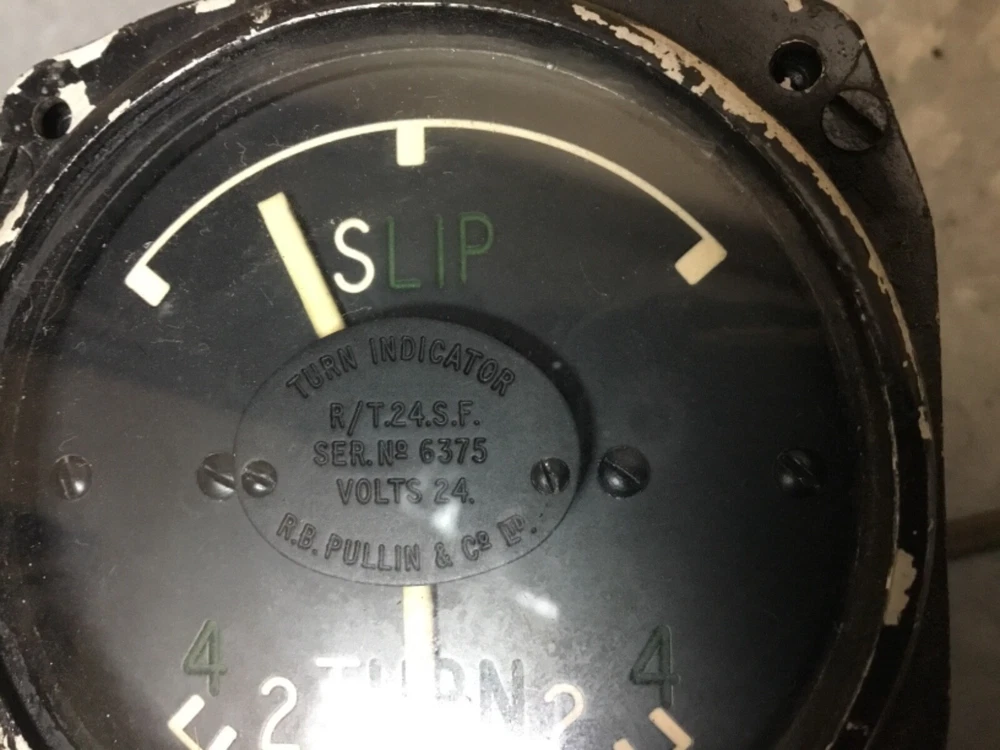 SLIP
TURN INDICATOR
R/T.24.S.F.
SER. Nº 6375
VOLTS 24.
R.B. PULLIN & Cº LTD.
4 4
2 TURN 2